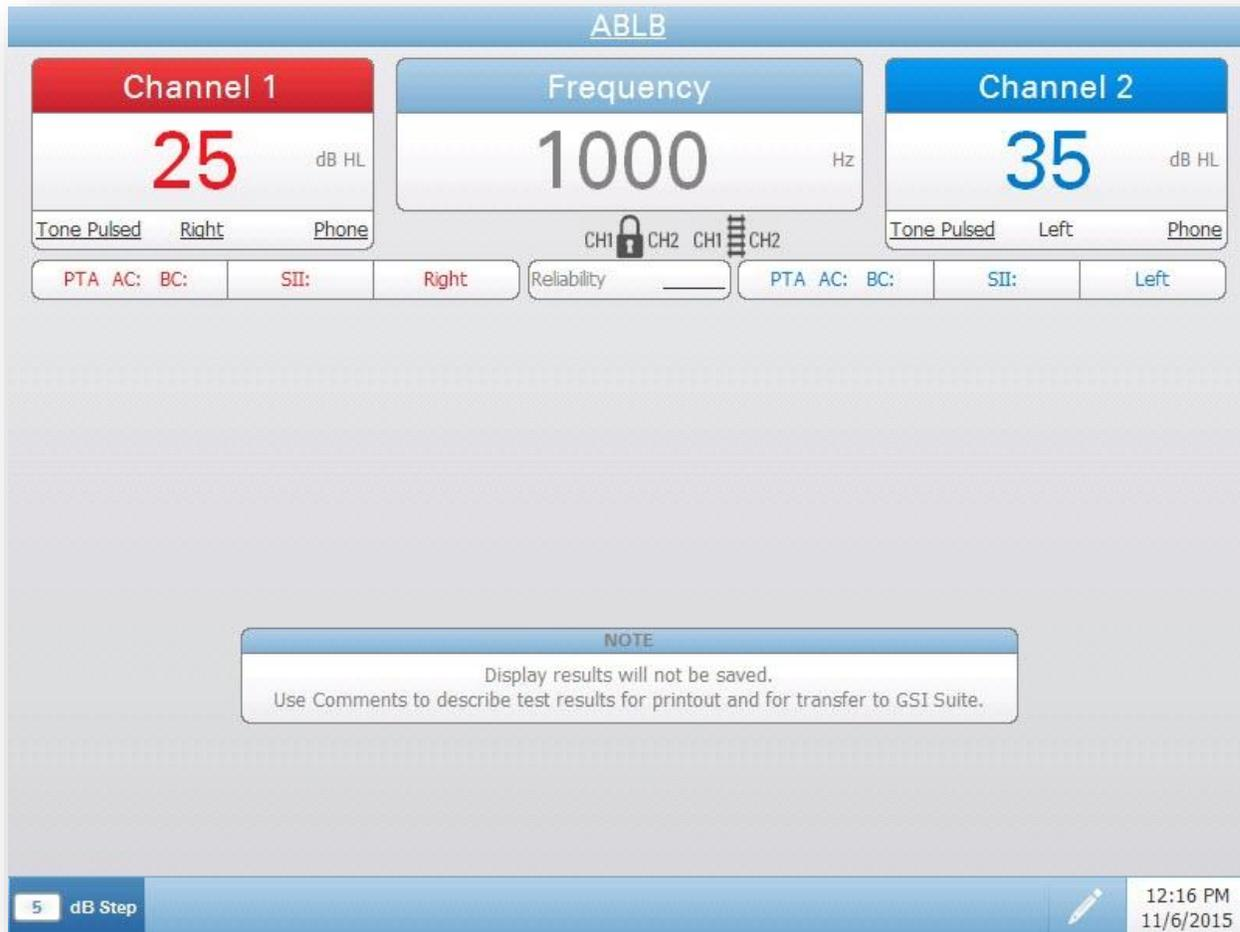 ABLB
Channel 1
Frequency
Channel 2
25 dB HL
1000 Hz
35 dB HL
Tone Pulsed Right Phone
CH1 CH2 CH1 CH2
Tone Pulsed Left Phone
PTA AC: BC: SII: Right
Reliability
PTA AC: BC: SII: Left
NOTE
Display results will not be saved.
Use Comments to describe test results for printout and for transfer to GSI Suite.
5 dB Step
12:16 PM
11/6/2015